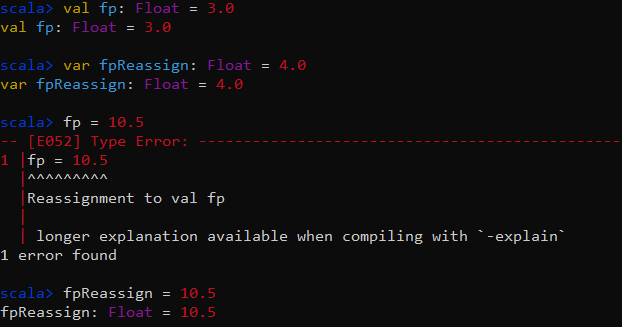 scala> val fp: Float = 3.0
val fp: Float = 3.0
scala> var fpReassign: Float = 4.0
var fpReassign: Float = 4.0
scala> fp = 10.5
-- [E052] Type Error: --------------------------------------------------
1 |fp = 10.5
  |^^^^^^^^^
  |Reassignment to val fp
  |
  | longer explanation available when compiling with `-explain`
1 error found
scala> fpReassign = 10.5
fpReassign: Float = 10.5